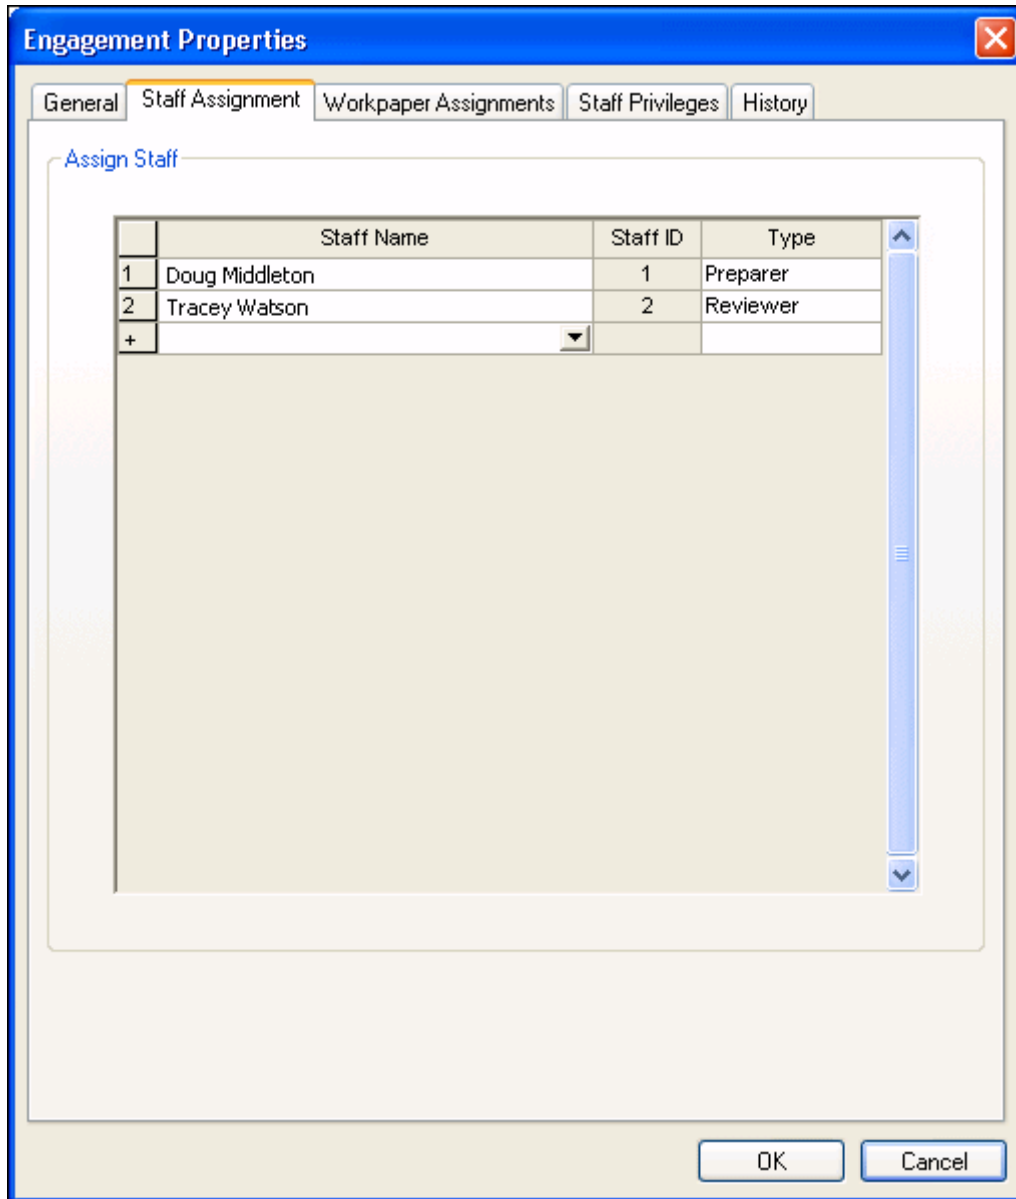 Engagement Properties
General Staff Assignment Workpaper Assignments Staff Privileges History
Assign Staff
Staff Name Staff ID Type
1 Doug Middleton 1 Preparer
2 Tracey Watson 2 Reviewer
+
OK Cancel